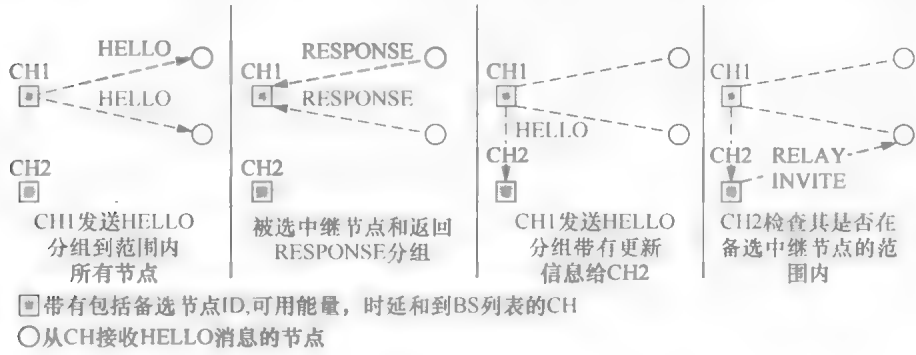 HELLO
CH1
HELLO
CH2
CH1发送HELLO
分组到范围内
所有节点
RESPONSE
CH1
RESPONSE
CH2
被选中继节点和返回
RESPONSE分组
CH1
HELLO
CH2
CH1发送HELLO
分组带有更新
信息给CH2
CH1
CH2
RELAY
INVITE
CH2检查其是否在
备选中继节点的范
围内
带有包括备选节点ID,可用能量，时延和到BS列表的CH
从CH接收HELLO消息的节点